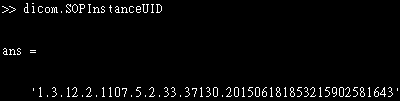 >> dicom.SOPInstanceUID
ans =
'1.3.12.2.1107.5.2.33.37130.2015061818532159025816​43'